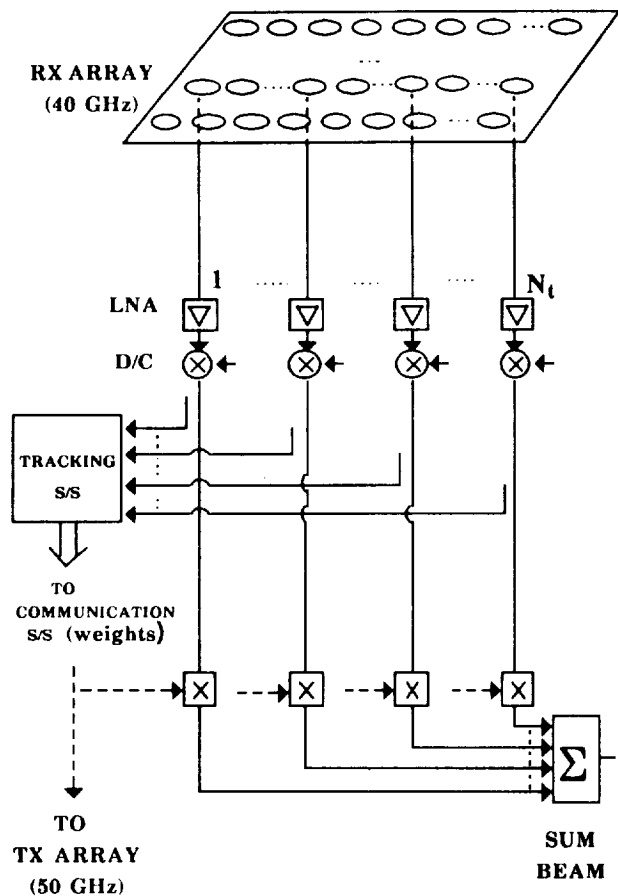 RX ARRAY
(40 GHz)
1
N_t
LNA
D/C
TRACKING
S/S
TO
COMMUNICATION
S/S (weights)
X X X X
Σ
TO
TX ARRAY
(50 GHz)
SUM
BEAM